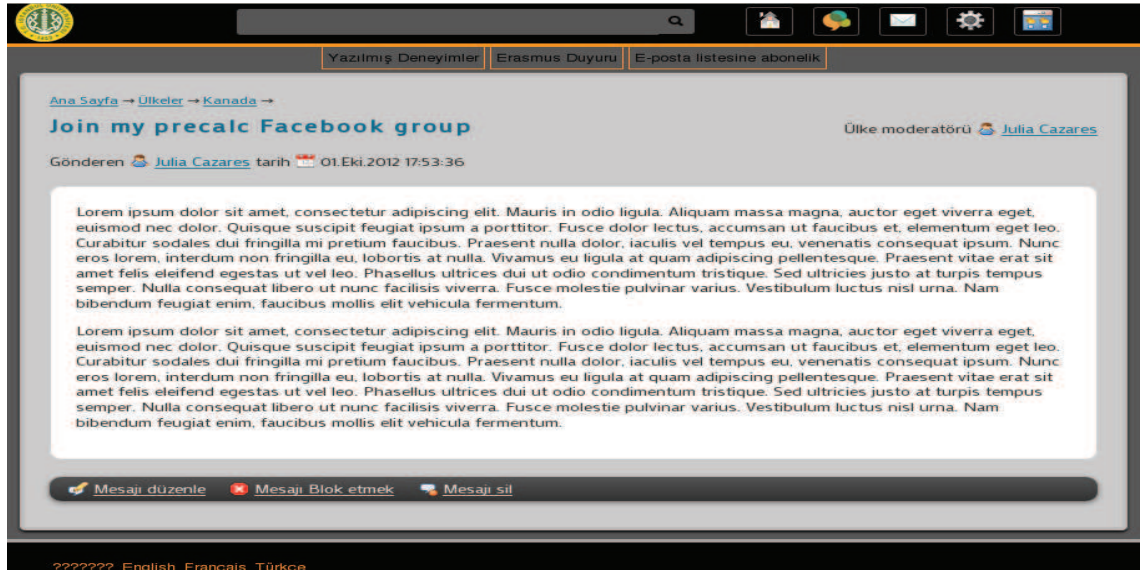 Yazılmış Deneyimler Erasmus Duyuru E-posta listesine abonelik
Ana Sayfa → Ülkeler → Kanada →
Join my precalc Facebook group
Ülke moderatörü Julia Cazares
Gönderen Julia Cazares tarih 01.Eki.2012 17:53:36
Lorem ipsum dolor sit amet, consectetur adipiscing elit. Mauris in odio ligula. Aliquam massa magna, auctor eget viverra eget,
euismod nec dolor. Quisque suscipit feugiat ipsum a porttitor. Fusce dolor lectus, accumsan ut faucibus et, elementum eget leo.
Curabitur sodales dui fringilla mi pretium faucibus. Praesent nulla dolor, iaculis vel tempus eu, venenatis consequat ipsum. Nunc
eros lorem, interdum non fringilla eu, lobortis at nulla. Vivamus eu ligula at quam adipiscing pellentesque. Praesent vitae erat sit
amet felis eleifend egestas ut vel leo. Phasellus ultrices dui ut odio condimentum tristique. Sed ultricies justo at turpis tempus
semper. Nulla consequat libero ut nunc facilisis viverra. Fusce molestie pulvinar varius. Vestibulum luctus nisl urna. Nam
bibendum feugiat enim, faucibus mollis elit vehicula fermentum.
Lorem ipsum dolor sit amet, consectetur adipiscing elit. Mauris in odio ligula. Aliquam massa magna, auctor eget viverra eget,
euismod nec dolor. Quisque suscipit feugiat ipsum a porttitor. Fusce dolor lectus, accumsan ut faucibus et, elementum eget leo.
Curabitur sodales dui fringilla mi pretium faucibus. Praesent nulla dolor, iaculis vel tempus eu, venenatis consequat ipsum. Nunc
eros lorem, interdum non fringilla eu, lobortis at nulla. Vivamus eu ligula at quam adipiscing pellentesque. Praesent vitae erat sit
amet felis eleifend egestas ut vel leo. Phasellus ultrices dui ut odio condimentum tristique. Sed ultricies justo at turpis tempus
semper. Nulla consequat libero ut nunc facilisis viverra. Fusce molestie pulvinar varius. Vestibulum luctus nisl urna. Nam
bibendum feugiat enim, faucibus mollis elit vehicula fermentum.
Mesajı düzenle Mesajı Blok etmek Mesajı sil
??????? English Français Türkçe